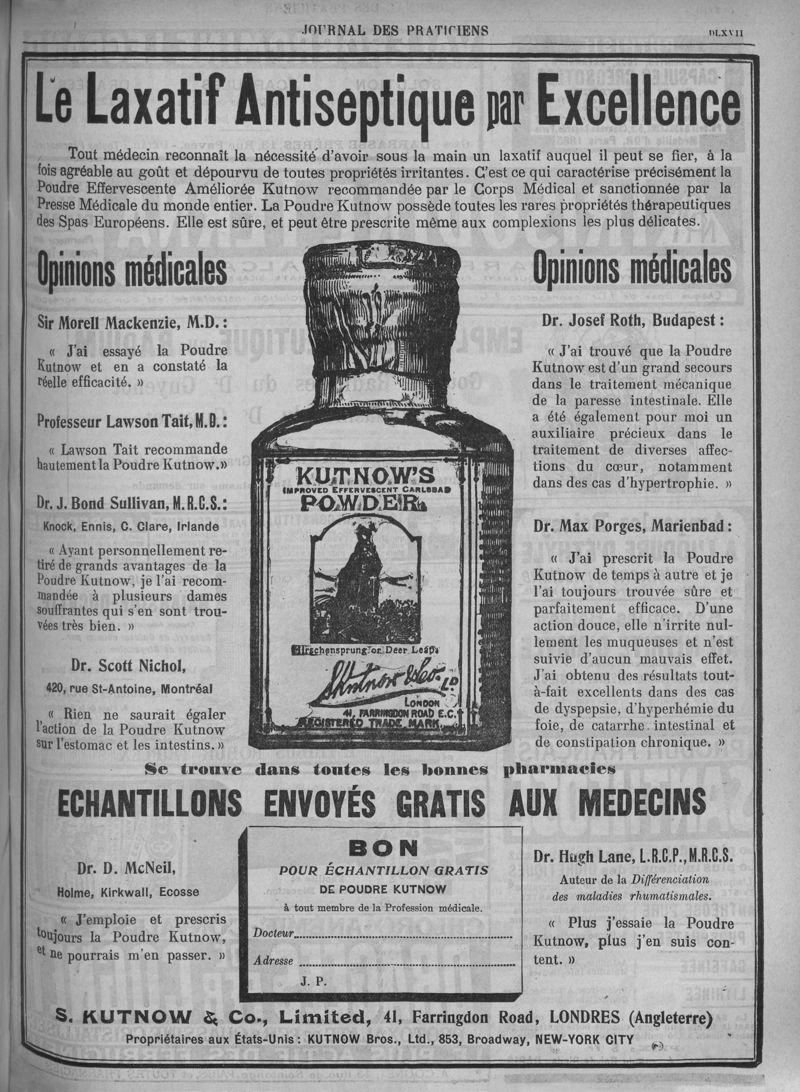 JOURNAL DES PRATICIENS
DLXVII
Le Laxatif Antiseptique par Excellence
Tout médecin reconnaît la nécessité d'avoir sous la main un laxatif auquel il peut se fier, à la
fois agréable au goût et dépourvu de toutes propriétés irritantes. C'est ce qui caractérise précisément la
Poudre Effervescente Améliorée Kutnow recommandée par le Corps Médical et sanctionnée par la
Presse Médicale du monde entier. La Poudre Kutnow possède toutes les rares propriétés thérapeutiques
des Spas Européens. Elle est sûre, et peut être prescrite même aux complexions les plus délicates.
Opinions médicales
Sir Morell Mackenzie, M.D. :
« J'ai essayé la Poudre
Kutnow et en a constaté la
réelle efficacité. »
Professeur Lawson Tait, M.D. :
« Lawson Tait recommande
hautement la Poudre Kutnow. »
Dr. J. Bond Sullivan, M.R.C.S. :
Knock, Ennis, C. Clare, Irlande
« Ayant personnellement re-
tiré de grands avantages de la
Poudre Kutnow, je l'ai recom-
mandée à plusieurs dames
souffrantes qui s'en sont trou-
vées très bien. »
Dr. Scott Nichol,
420, rue St-Antoine, Montréal
« Rien ne saurait égaler
l'action de la Poudre Kutnow
sur l'estomac et les intestins. »
KUTNOW'S
IMPROVED EFFERVESCENT CARLSBAD
POWDER
Hirschensprung or Deer Leap
S. Kutnow & Co. Ld
LONDON
41, FARRINGDON ROAD E.C.
REGISTERED TRADE MARK
Opinions médicales
Dr. Josef Roth, Budapest :
« J'ai trouvé que la Poudre
Kutnow est d'un grand secours
dans le traitement mécanique
de la paresse intestinale. Elle
a été également pour moi un
auxiliaire précieux dans le
traitement de diverses affec-
tions du cœur, notamment
dans des cas d'hypertrophie. »
Dr. Max Porges, Marienbad :
« J'ai prescrit la Poudre
Kutnow de temps à autre et je
l'ai toujours trouvée sûre et
parfaitement efficace. D'une
action douce, elle n'irrite nul-
lement les muqueuses et n'est
suivie d'aucun mauvais effet.
J'ai obtenu des résultats tout-
à-fait excellents dans des cas
de dyspepsie, d'hyperhémie du
foie, de catarrhe intestinal et
de constipation chronique. »
Se trouve dans toutes les bonnes pharmacies
ECHANTILLONS ENVOYÉS GRATIS AUX MEDECINS
Dr. D. McNeil,
Holme, Kirkwall, Ecosse
« J'emploie et prescris
toujours la Poudre Kutnow,
et ne pourrais m'en passer. »
BON
POUR ÉCHANTILLON GRATIS
DE POUDRE KUTNOW
à tout membre de la Profession médicale.
Docteur
Adresse
J. P.
Dr. Hugh Lane, L.R.C.P., M.R.C.S.
Auteur de la Différenciation
des maladies rhumatismales.
« Plus j'essaie la Poudre
Kutnow, plus j'en suis con-
tent. »
S. KUTNOW & Co., Limited, 41, Farringdon Road, LONDRES (Angleterre)
Propriétaires aux États-Unis : KUTNOW Bros., Ltd., 853, Broadway, NEW-YORK CITY